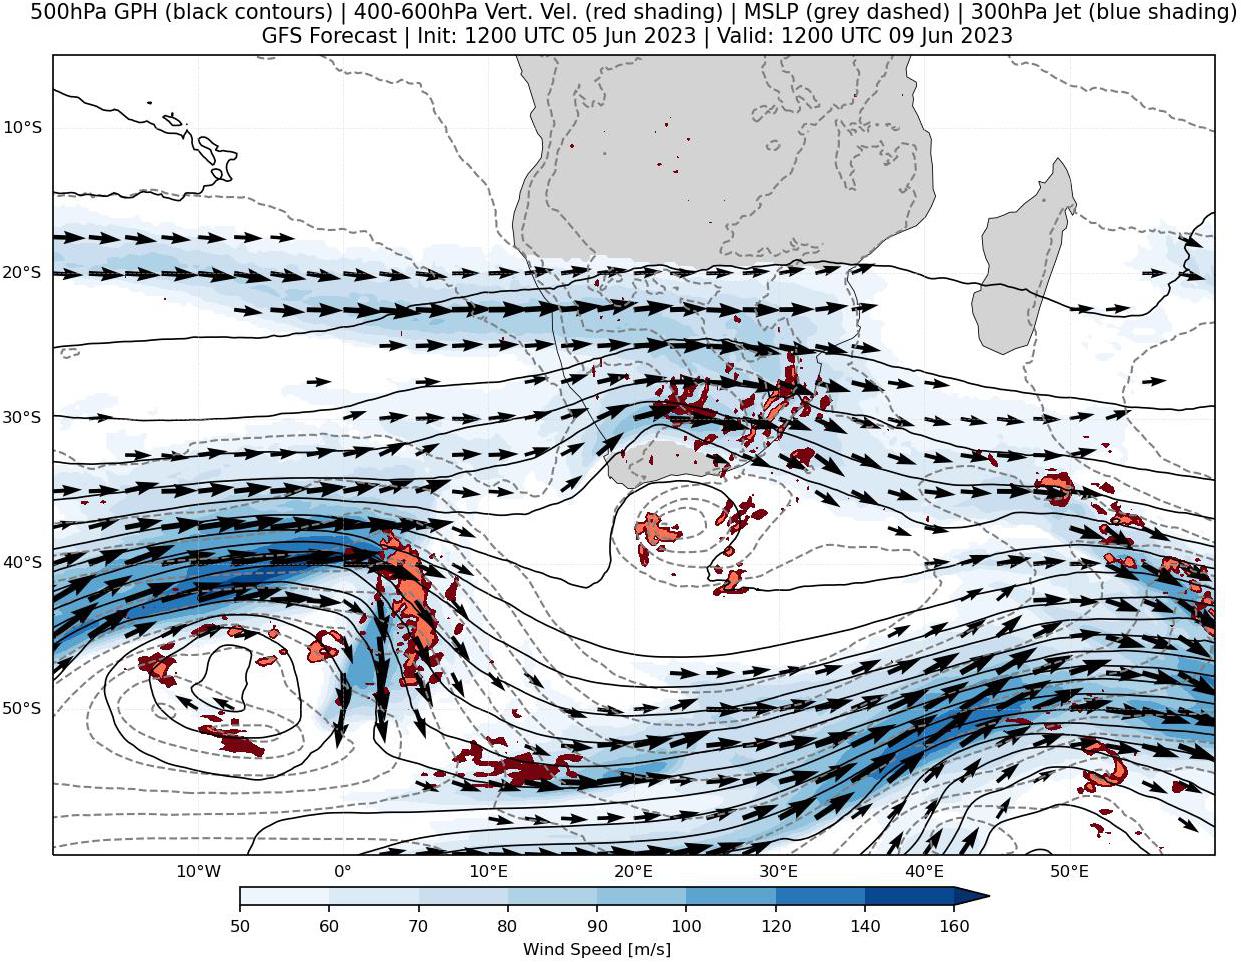 500hPa GPH (black contours) | 400-600hPa Vert. Vel. (red shading) | MSLP (grey dashed) | 300hPa Jet (blue shading)
GFS Forecast | Init: 1200 UTC 05 Jun 2023 | Valid: 1200 UTC 09 Jun 2023
10°S
20°S
30°S
40°S
50°S
10°W 0° 10°E 20°E 30°E 40°E 50°E
50 60 70 80 90 100 120 140 160
Wind Speed [m/s]